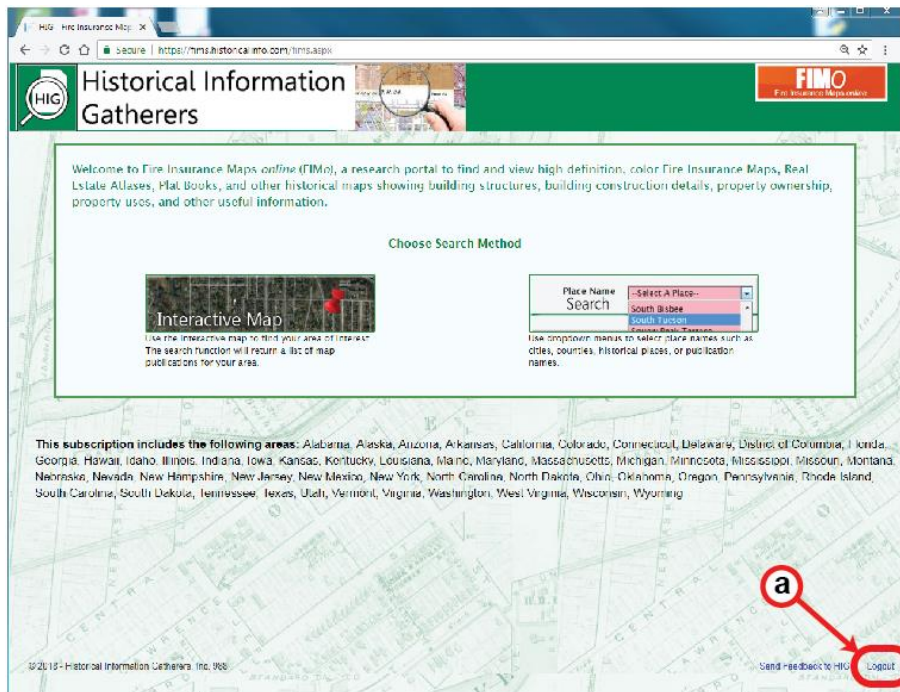 HIG - Fire Insurance Map
Secure | https://fims.historicalinfo.com/fims.aspx
HIG
Historical Information
Gatherers
FIMo
Fire Insurance Maps online
Welcome to Fire Insurance Maps online (FIMo), a research portal to find and view high definition, color Fire Insurance Maps, Real
Estate Atlases, Plat Books, and other historical maps showing building structures, building construction details, property ownership,
property uses, and other useful information.
Choose Search Method
Interactive Map
Place Name
Search
--Select A Place--
South Bisbee
South Tucson
Use the interactive map to find your area of interest.
The search function will return a list of map
publications for your area.
Use dropdown menus to select place names such as
cities, counties, historical places, or publication
names.
This subscription includes the following areas: Alabama, Alaska, Arizona, Arkansas, California, Colorado, Connecticut, Delaware, District of Columbia, Florida,
Georgia, Hawaii, Idaho, Illinois, Indiana, Iowa, Kansas, Kentucky, Louisiana, Maine, Maryland, Massachusetts, Michigan, Minnesota, Mississippi, Missouri, Montana,
Nebraska, Nevada, New Hampshire, New Jersey, New Mexico, New York, North Carolina, North Dakota, Ohio, Oklahoma, Oregon, Pennsylvania, Rhode Island,
South Carolina, South Dakota, Tennessee, Texas, Utah, Vermont, Virginia, Washington, West Virginia, Wisconsin, Wyoming
a
© 2018 - Historical Information Gatherers, Inc. 988
Send Feedback to HIG
Logout